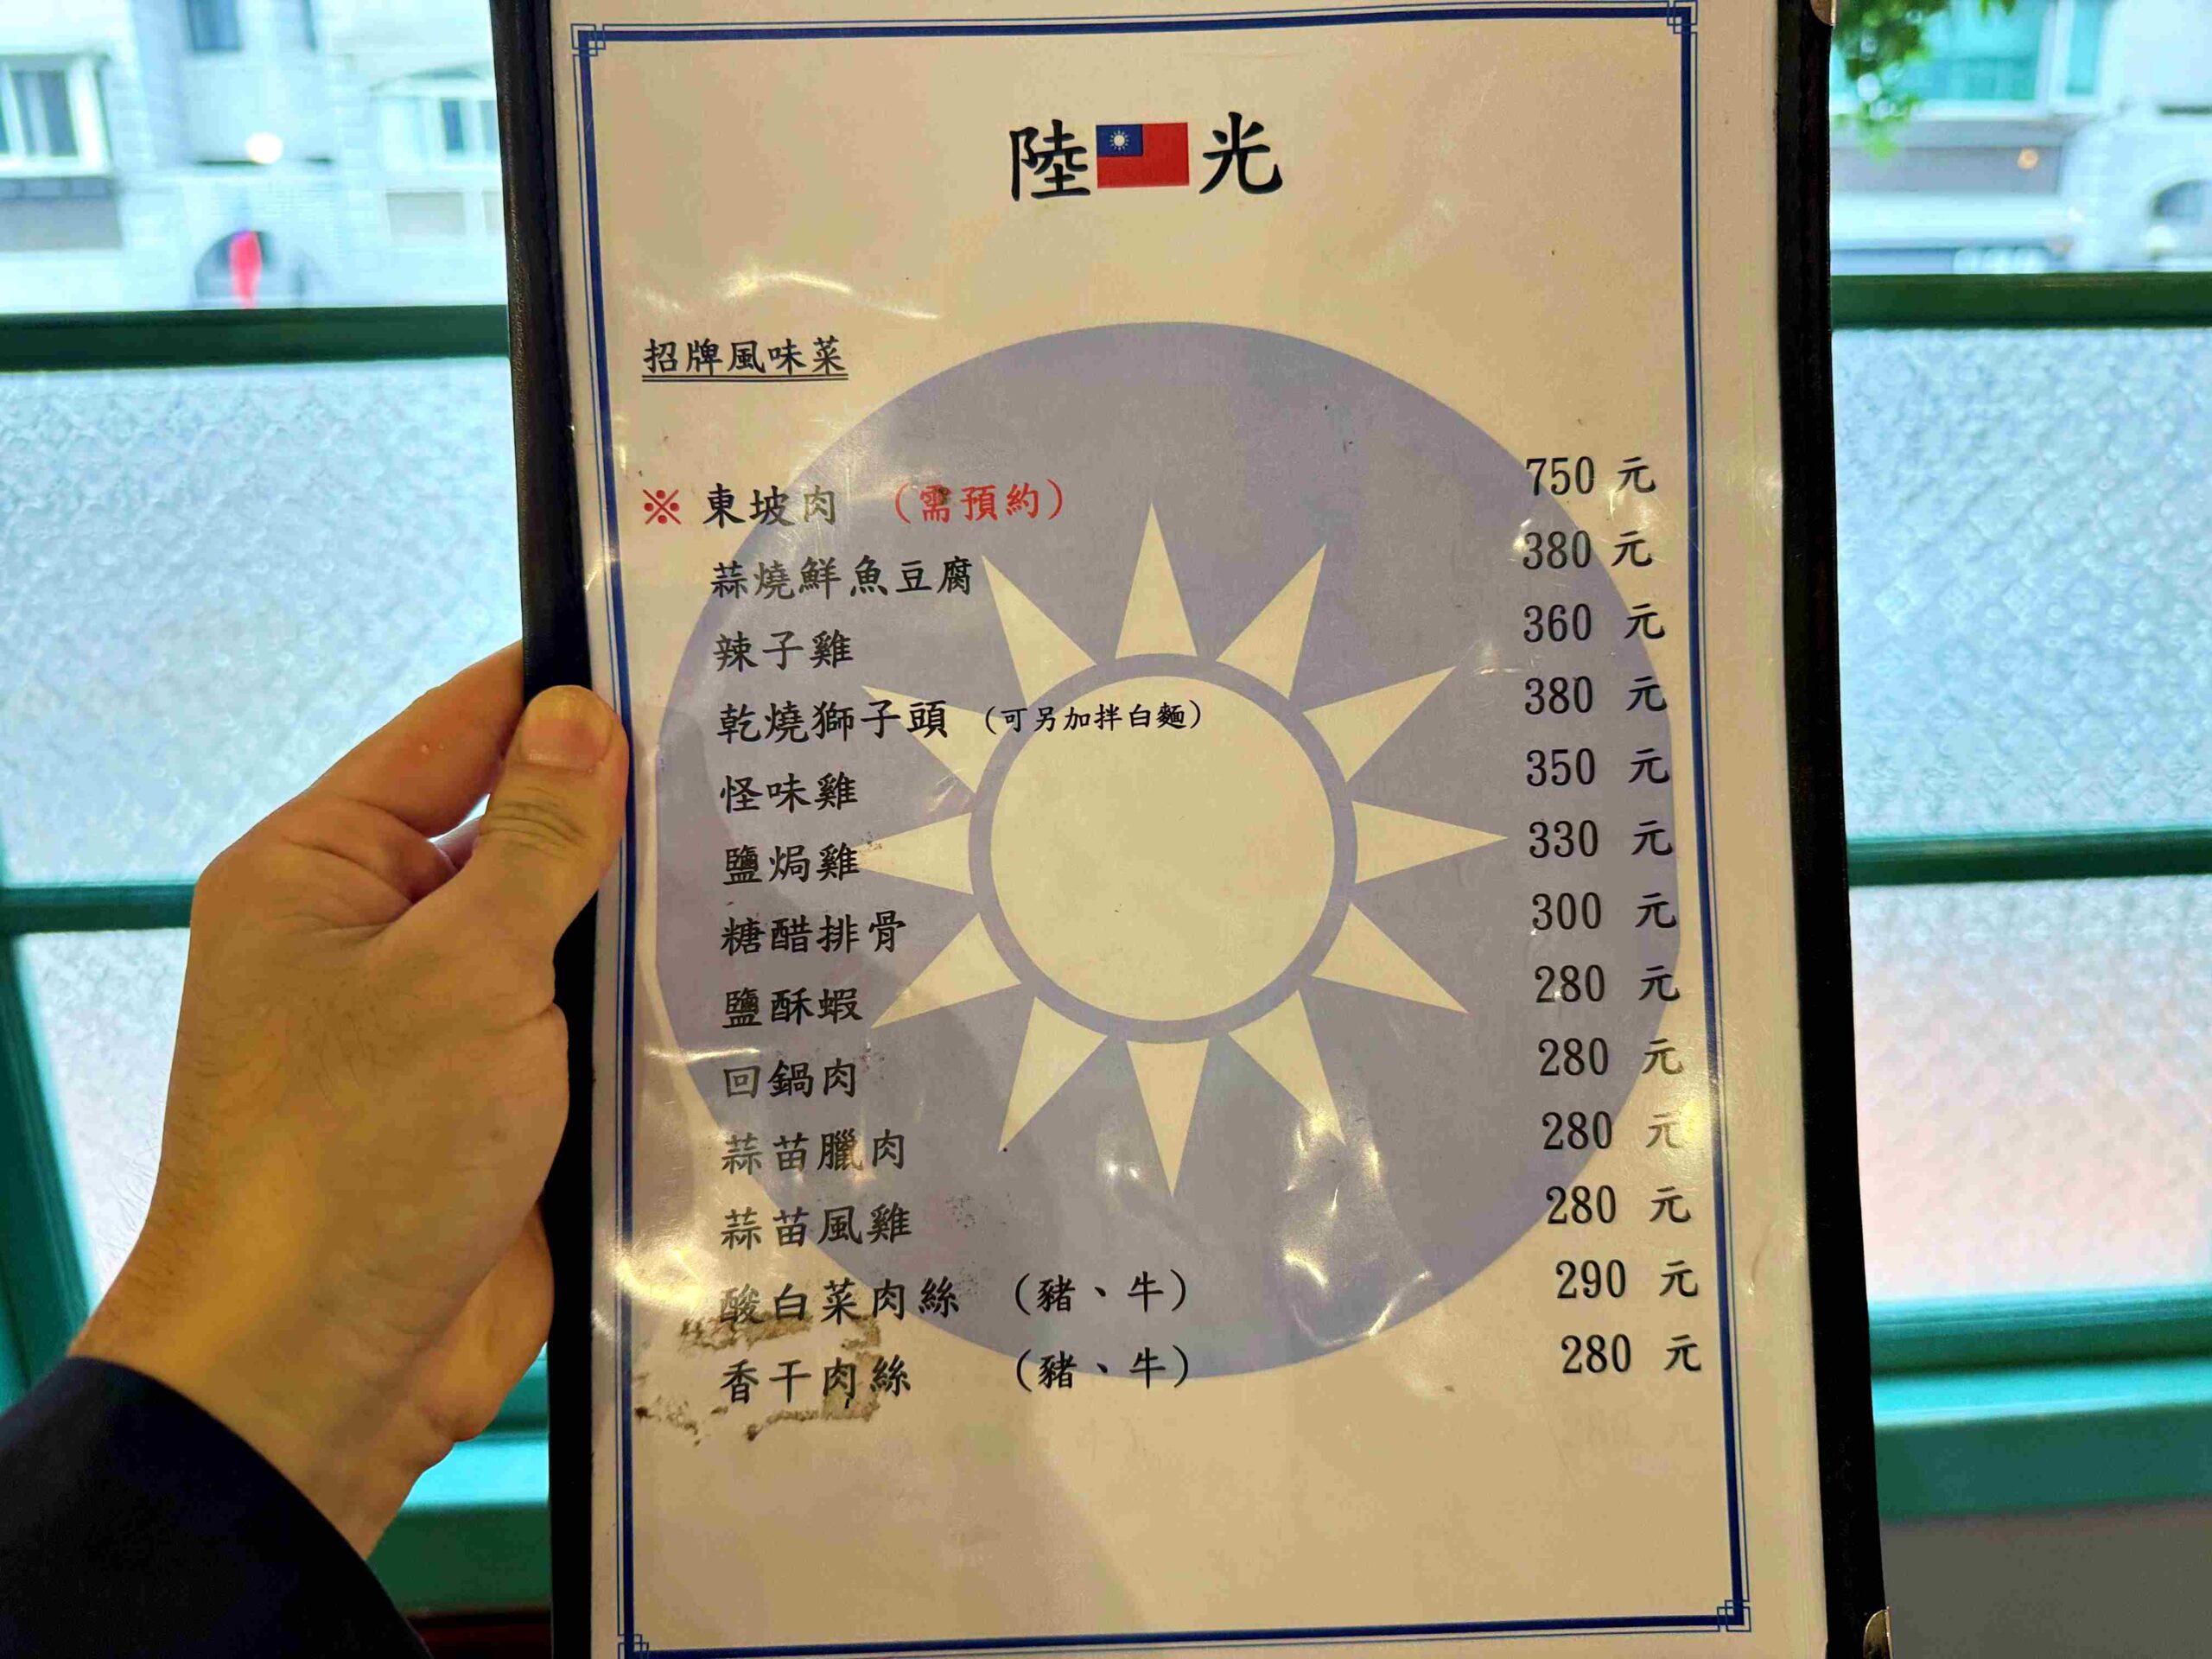 陸光
招牌風味菜
※ 東坡肉 (需預約) 750 元
蒜燒鮮魚豆腐 380 元
辣子雞 360 元
乾燒獅子頭 (可另加拌白麵) 380 元
怪味雞 350 元
鹽焗雞 330 元
糖醋排骨 300 元
鹽酥蝦 280 元
回鍋肉 280 元
蒜苗臘肉 280 元
蒜苗風雞 280 元
酸白菜肉絲 (豬、牛) 290 元
香干肉絲 (豬、牛) 280 元